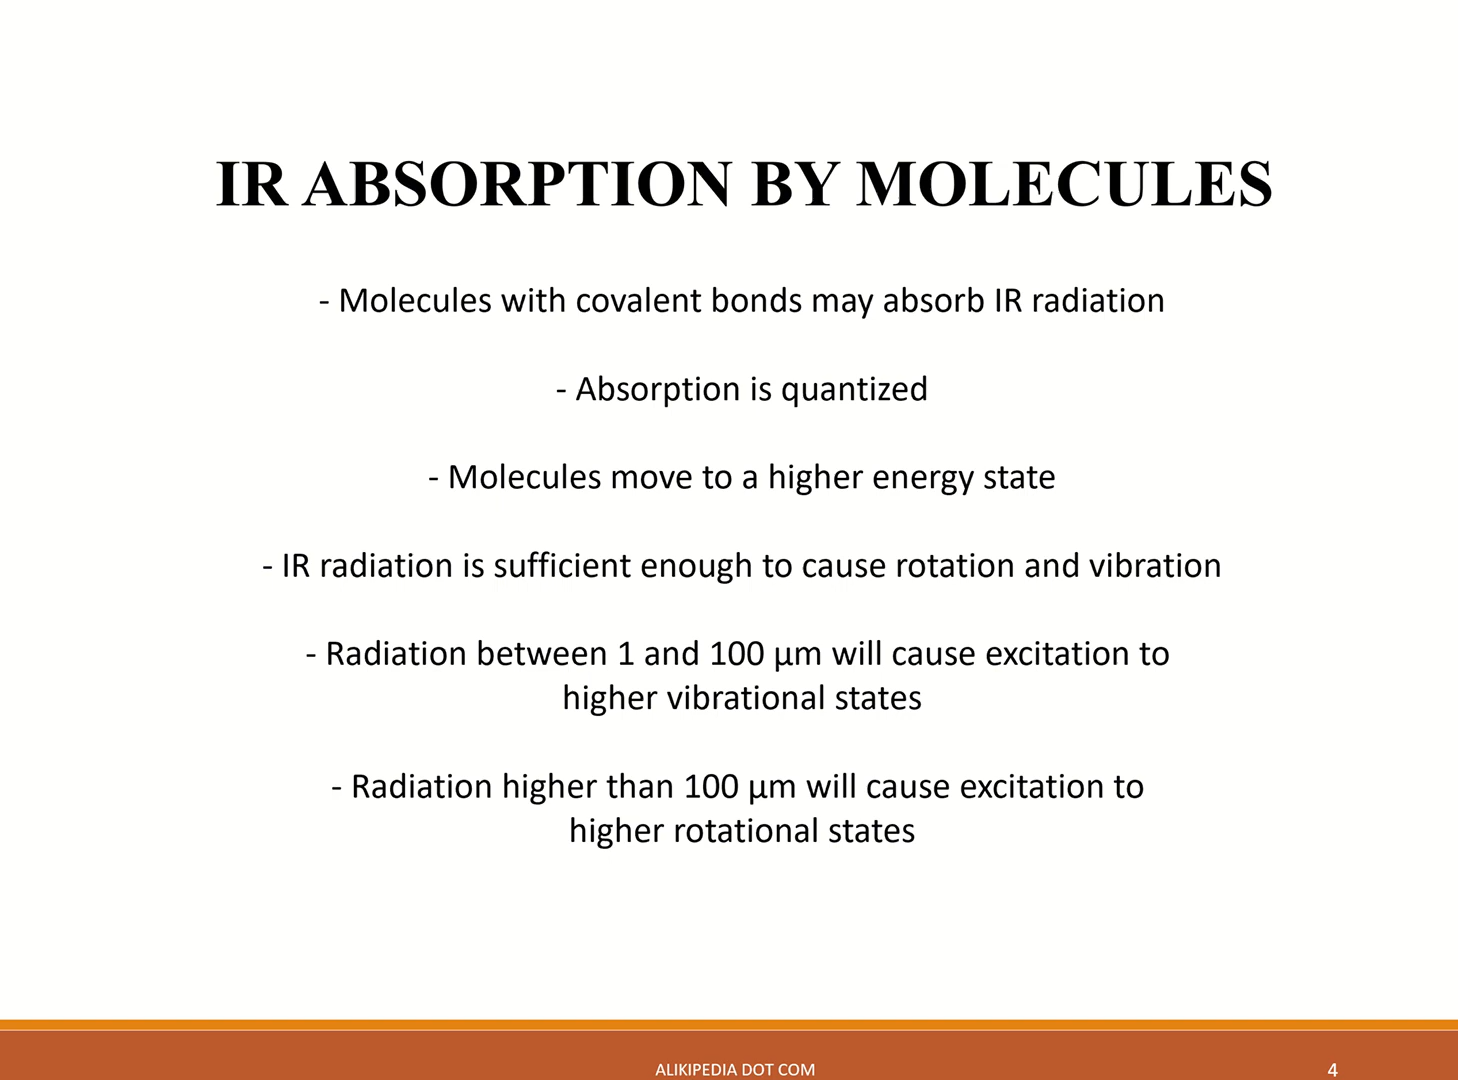 IR ABSORPTION BY MOLECULES
- Molecules with covalent bonds may absorb IR radiation
- Absorption is quantized
- Molecules move to a higher energy state
- IR radiation is sufficient enough to cause rotation and vibration
- Radiation between 1 and 100 µm will cause excitation to
higher vibrational states
- Radiation higher than 100 µm will cause excitation to
higher rotational states
ALIKIPEDIA DOT COM
4